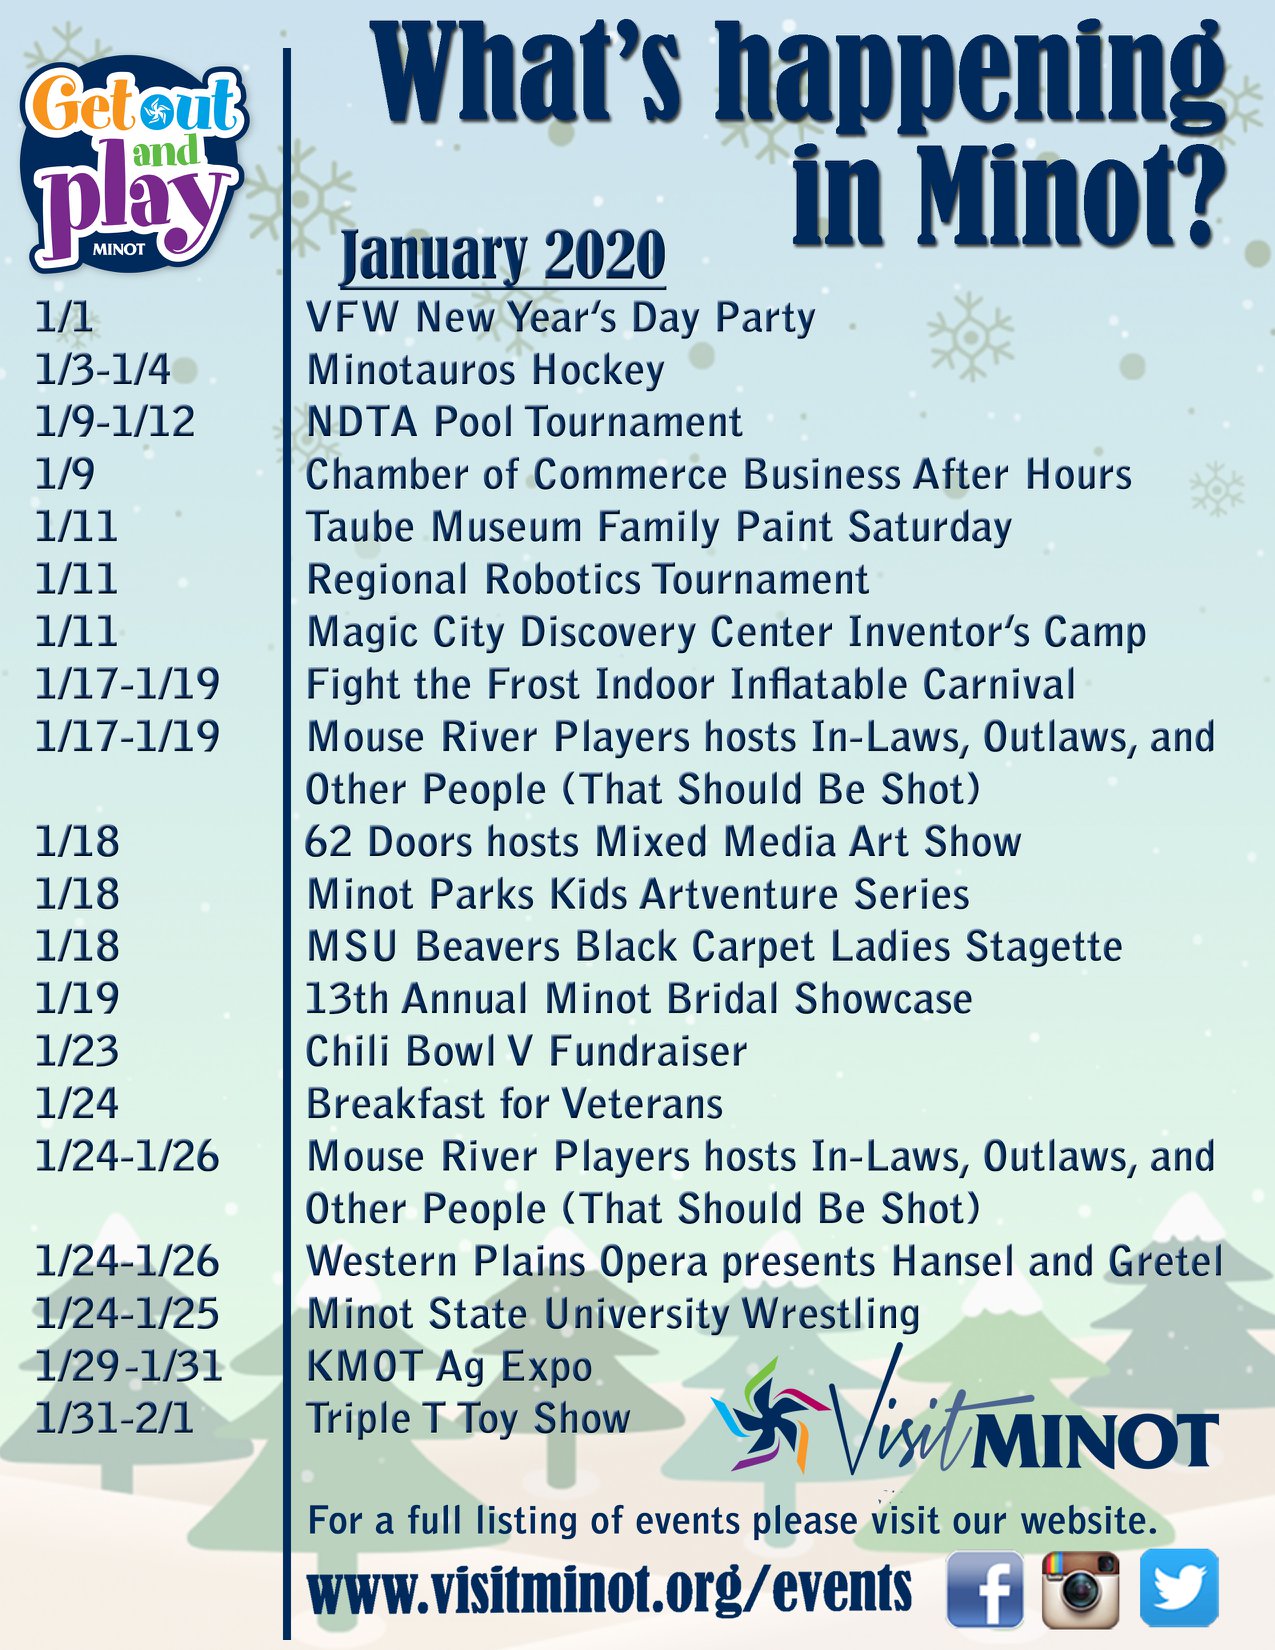 Get out
and
play
MINOT
What's happening
in Minot?
January 2020
1/1 VFW New Year's Day Party
1/3-1/4 Minotauros Hockey
1/9-1/12 NDTA Pool Tournament
1/9 Chamber of Commerce Business After Hours
1/11 Taube Museum Family Paint Saturday
1/11 Regional Robotics Tournament
1/11 Magic City Discovery Center Inventor's Camp
1/17-1/19 Fight the Frost Indoor Inflatable Carnival
1/17-1/19 Mouse River Players hosts In-Laws, Outlaws, and
Other People (That Should Be Shot)
1/18 62 Doors hosts Mixed Media Art Show
1/18 Minot Parks Kids Artventure Series
1/18 MSU Beavers Black Carpet Ladies Stagette
1/19 13th Annual Minot Bridal Showcase
1/23 Chili Bowl V Fundraiser
1/24 Breakfast for Veterans
1/24-1/26 Mouse River Players hosts In-Laws, Outlaws, and
Other People (That Should Be Shot)
1/24-1/26 Western Plains Opera presents Hansel and Gretel
1/24-1/25 Minot State University Wrestling
1/29-1/31 KMOT Ag Expo
1/31-2/1 Triple T Toy Show
Visit MINOT
For a full listing of events please visit our website.
www.visitminot.org/events